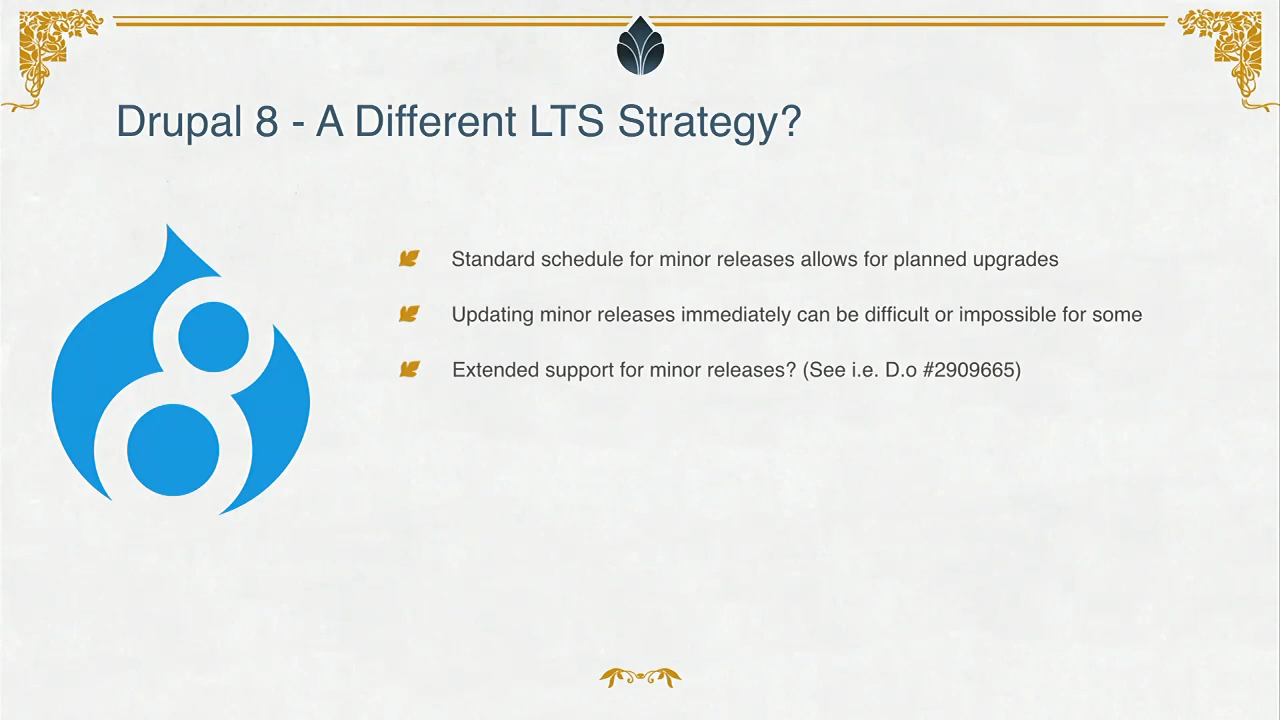 Drupal 8 - A Different LTS Strategy?
Standard schedule for minor releases allows for planned upgrades
Updating minor releases immediately can be difficult or impossible for some
Extended support for minor releases? (See i.e. D.o #2909665)